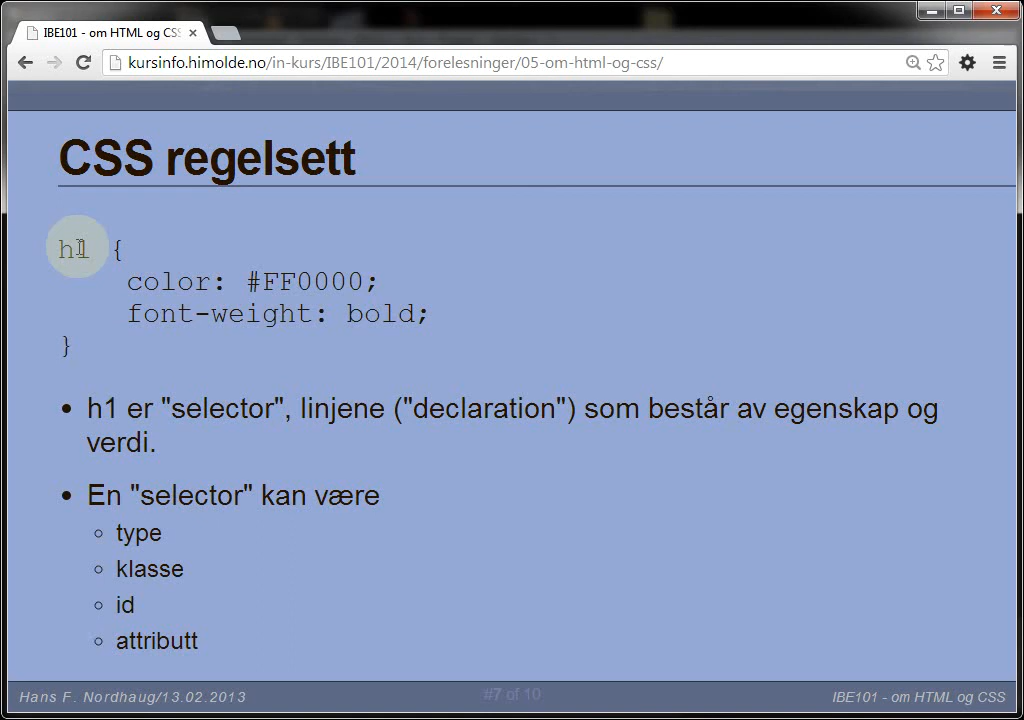 IBE101 - om HTML og CSS
kursinfo.himolde.no/in-kurs/IBE101/2014/forelesninger/05-om-html-og-css/
CSS regelsett
h1 {
color: #FF0000;
font-weight: bold;
}
h1 er "selector", linjene ("declaration") som består av egenskap og
verdi.
En "selector" kan være
type
klasse
id
attributt
Hans F. Nordhaug/13.02.2013
#7 of 10
IBE101 - om HTML og CSS